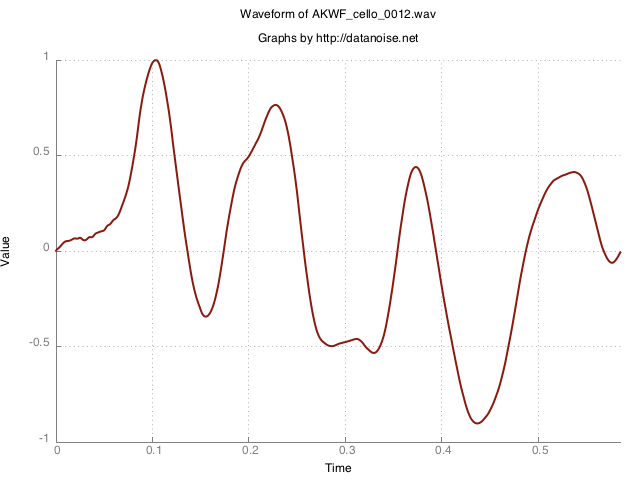 Waveform of AKWF_cello_0012.wav
Graphs by http://datanoise.net
1
0.5
0
-0.5
-1
Value
0 0.1 0.2 0.3 0.4 0.5
Time